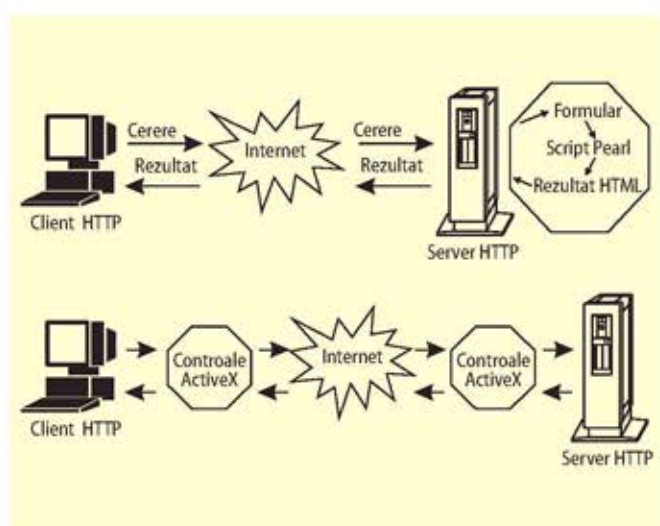 Cerere
Rezultat
Client HTTP
Internet
Cerere
Rezultat
Server HTTP
Formular
Script Pearl
Rezultat HTML
Client HTTP
Controale
ActiveX
Internet
Controale
ActiveX
Server HTTP